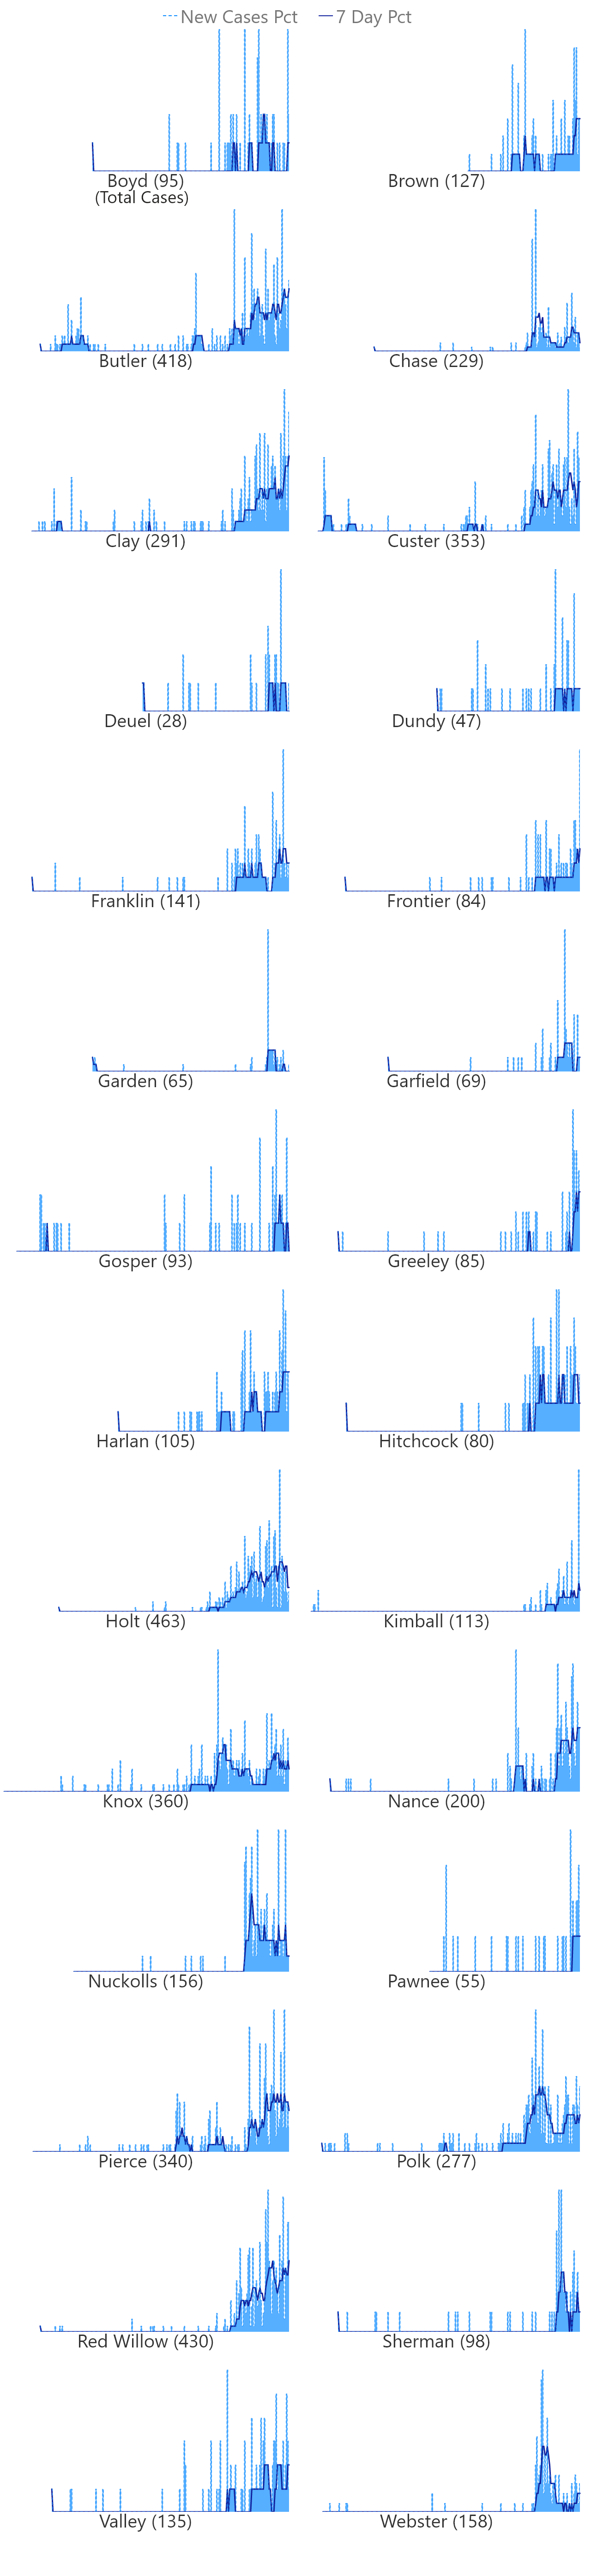 New Cases Pct 7 Day Pct
Boyd (95) Brown (127)
(Total Cases)
Butler (418) Chase (229)
Clay (291) Custer (353)
Deuel (28) Dundy (47)
Franklin (141) Frontier (84)
Garden (65) Garfield (69)
Gosper (93) Greeley (85)
Harlan (105) Hitchcock (80)
Holt (463) Kimball (113)
Knox (360) Nance (200)
Nuckolls (156) Pawnee (55)
Pierce (340) Polk (277)
Red Willow (430) Sherman (98)
Valley (135) Webster (158)